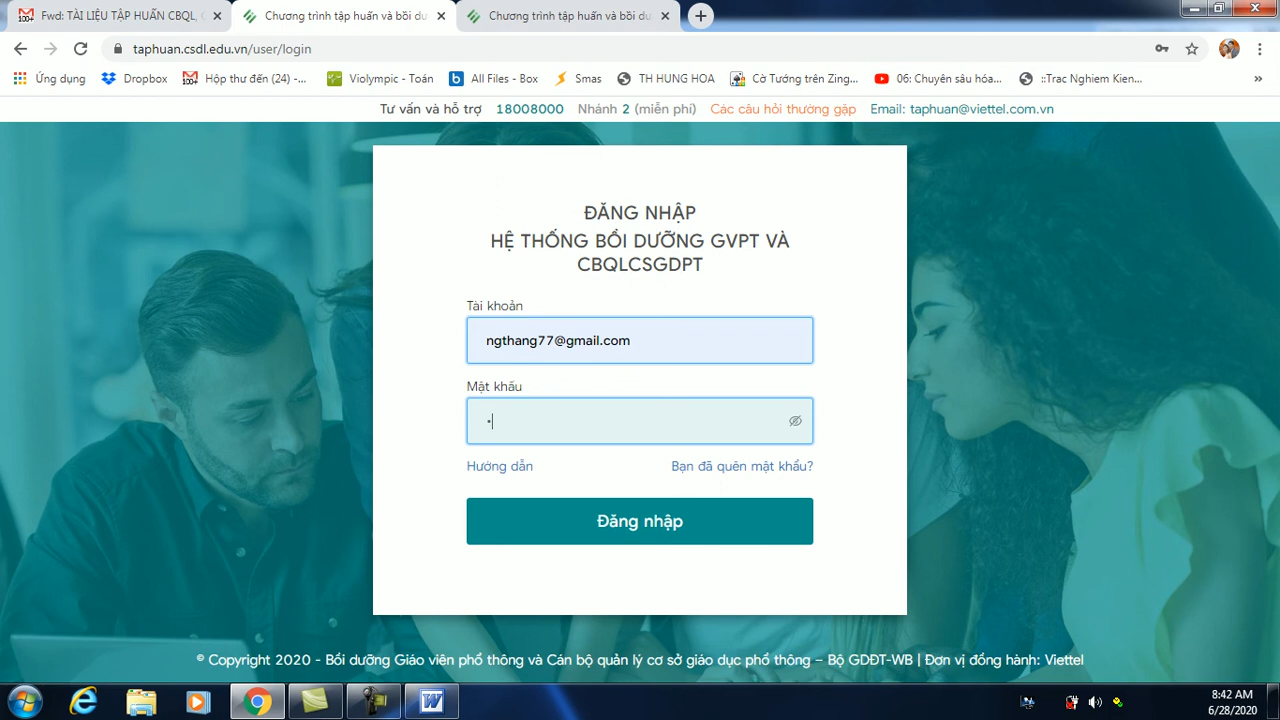 Fwd: TÀI LIỆU TẬP HUẤN CBQL, 
Chương trình tập huấn và bồi dư
Chương trình tập huấn và bồi dư
taphuan.csdl.edu.vn/user/login
Ứng dụng
Dropbox
Hộp thư đến (24) -...
Violympic - Toán
All Files - Box
Smas
TH HUNG HOA
Cờ Tướng trên Zing...
06: Chuyên sâu hóa...
::Trac Nghiem Kien...
Tư vấn và hỗ trợ 18008000 Nhánh 2 (miễn phí) Các câu hỏi thường gặp Email: taphuan@viettel.com.vn
ĐĂNG NHẬP
HỆ THỐNG BỒI DƯỠNG GVPT VÀ
CBQLCSGDPT
Tài khoản
ngthang77@gmail.com
Mật khẩu
Hướng dẫn
Bạn đã quên mật khẩu?
Đăng nhập
© Copyright 2020 - Bồi dưỡng Giáo viên phổ thông và Cán bộ quản lý cơ sở giáo dục phổ thông – Bộ GDĐT-WB | Đơn vị đồng hành: Viettel
8:42 AM
6/28/2020